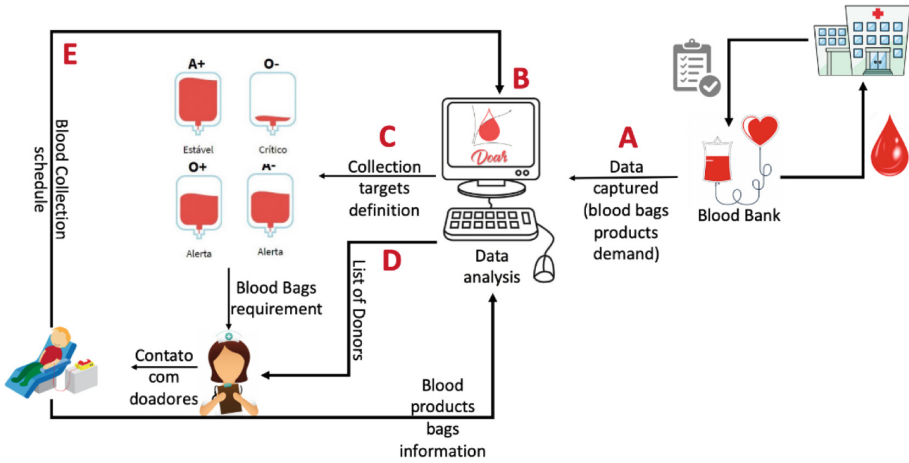 E
A+
O-
Estável
Crítico
O+
A-
Alerta
Alerta
B
Doar
C
Collection
targets
definition
A
Data
captured
(blood bags
products
demand)
Blood Bank
Blood Collection
schedule
Data
analysis
D
List of Donors
Blood Bags
requirement
Contato
com
doadores
Blood
products
bags
information